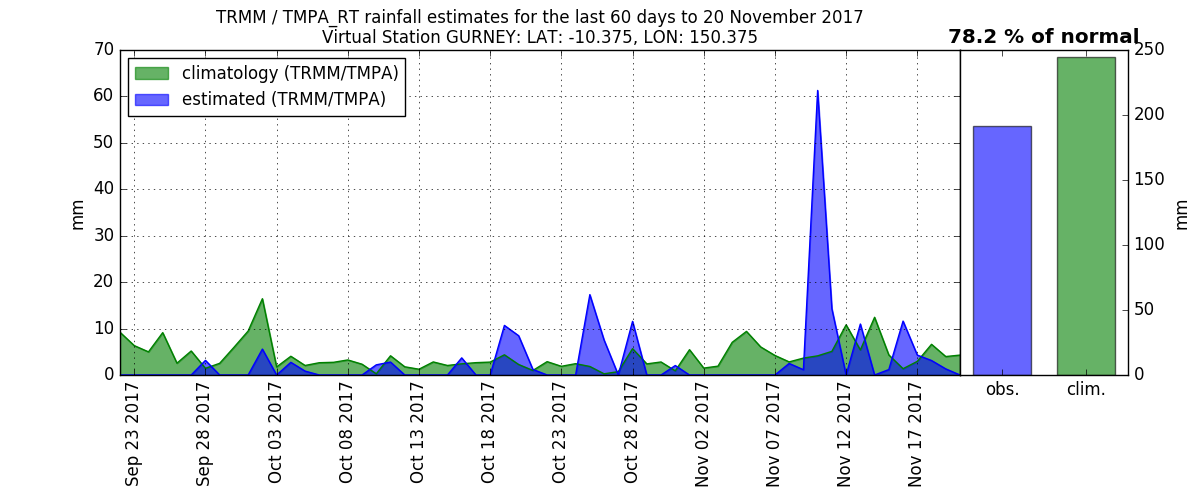 TRMM / TMPA_RT rainfall estimates for the last 60 days to 20 November 2017
Virtual Station GURNEY: LAT: -10.375, LON: 150.375
78.2 % of normal
climatology (TRMM/TMPA)
estimated (TRMM/TMPA)
mm
70
60
50
40
30
20
10
0
Sep 23 2017
Sep 28 2017
Oct 03 2017
Oct 08 2017
Oct 13 2017
Oct 18 2017
Oct 23 2017
Oct 28 2017
Nov 02 2017
Nov 07 2017
Nov 12 2017
Nov 17 2017
obs.
clim.
250
200
150
100
50
0
mm